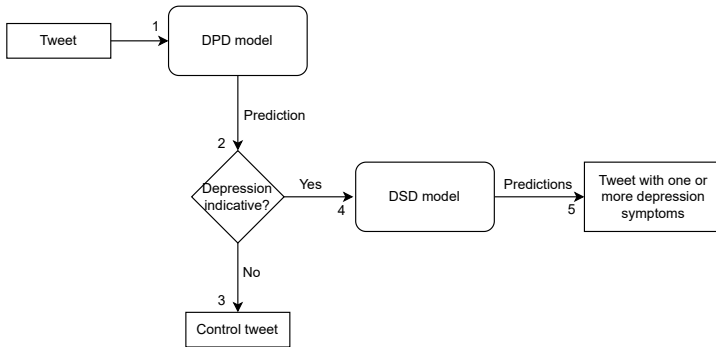 1
Tweet
DPD model
Prediction
2
Depression
indicative?
Yes
4
DSD model
Predictions
5
Tweet with one or
more depression
symptoms
No
3
Control tweet